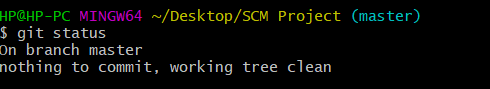 HP@HP-PC MINGW64 ~/Desktop/SCM Project (master)
$ git status
On branch master
nothing to commit, working tree clean